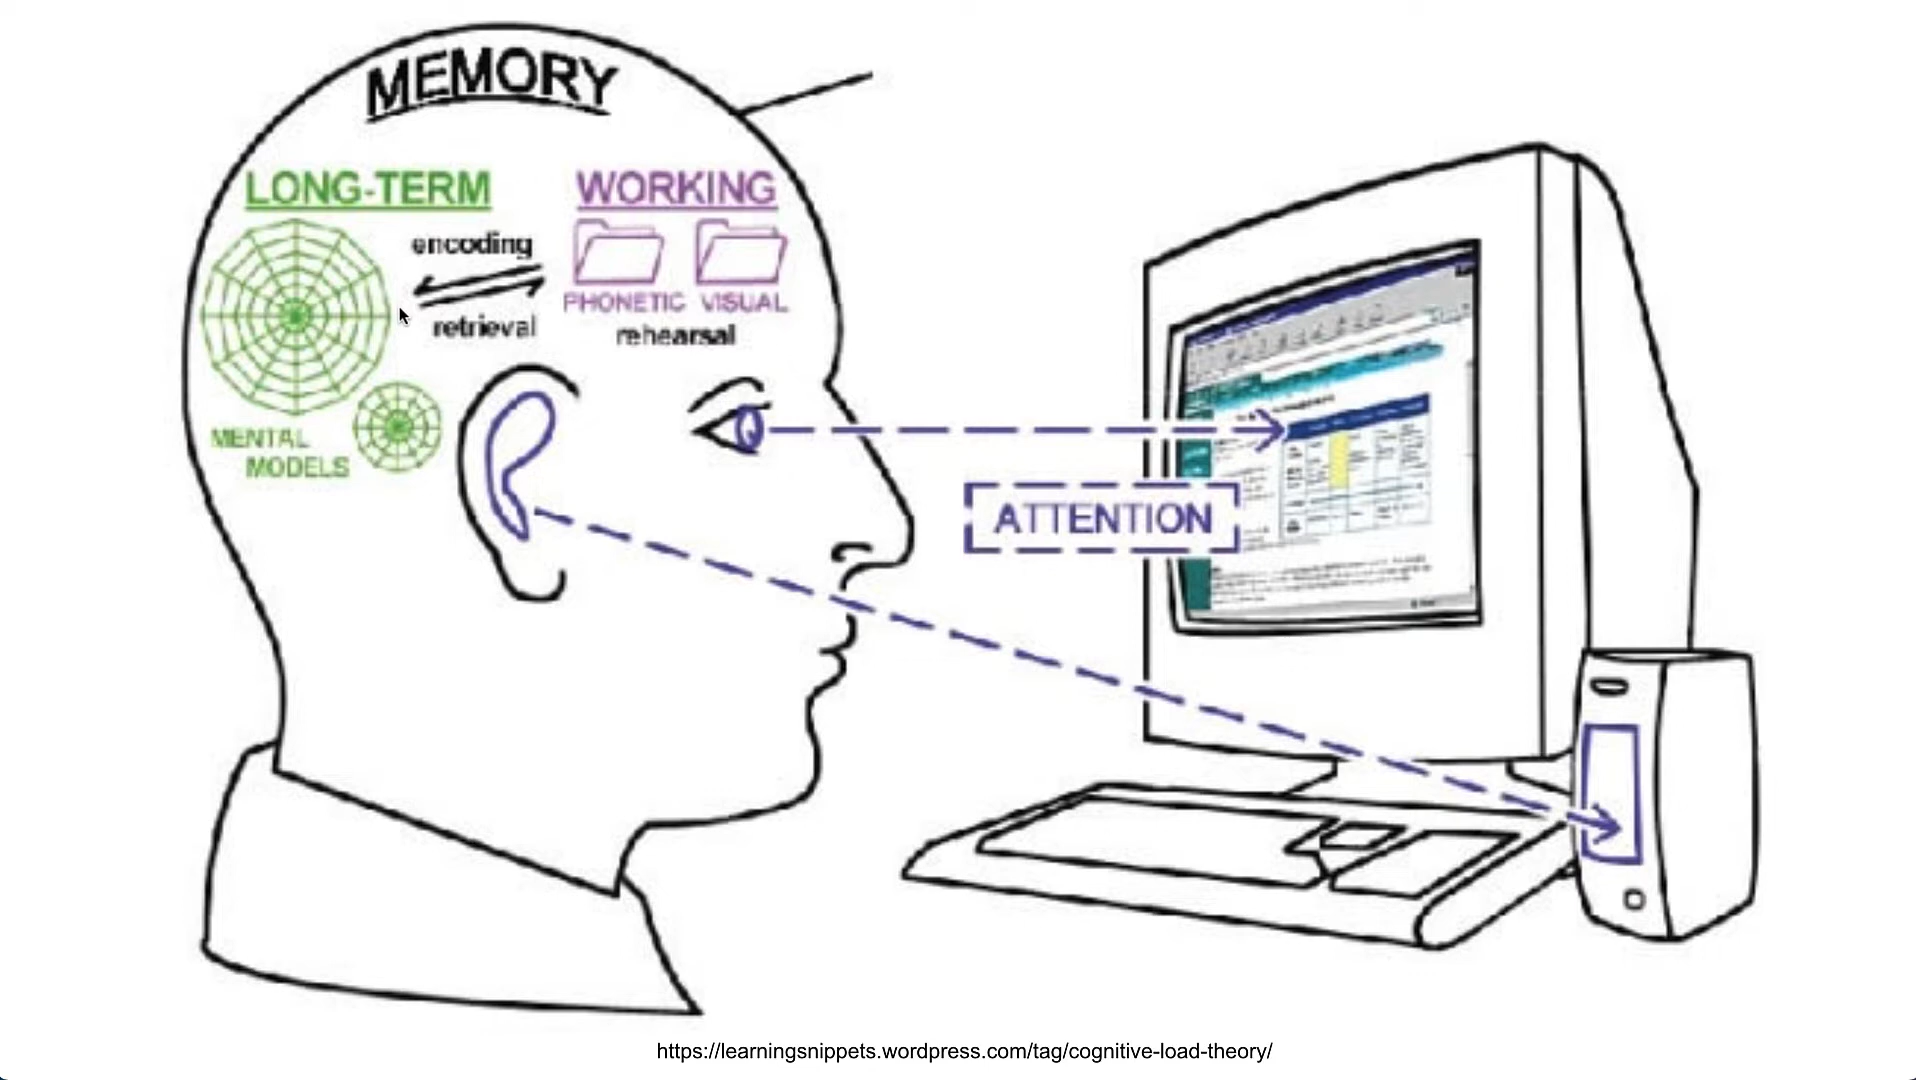 MEMORY
LONG-TERM
WORKING
encoding
retrieval
PHONETIC VISUAL
rehearsal
MENTAL
MODELS
ATTENTION
https://learningsnippets.wordpress.com/tag/cognitive-load-theory/